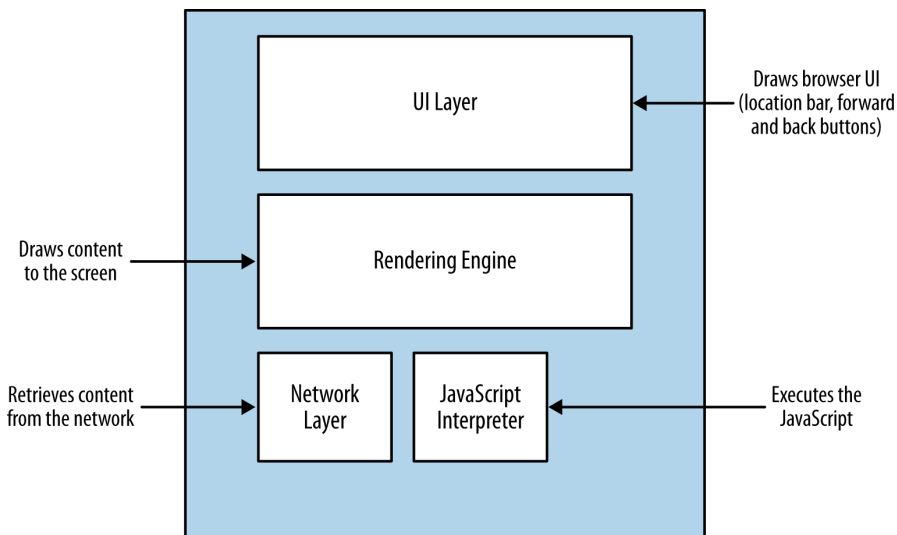 UI Layer
Draws browser UI
(location bar, forward
and back buttons)
Draws content
to the screen
Rendering Engine
Retrieves content
from the network
Network
Layer
JavaScript
Interpreter
Executes the
JavaScript